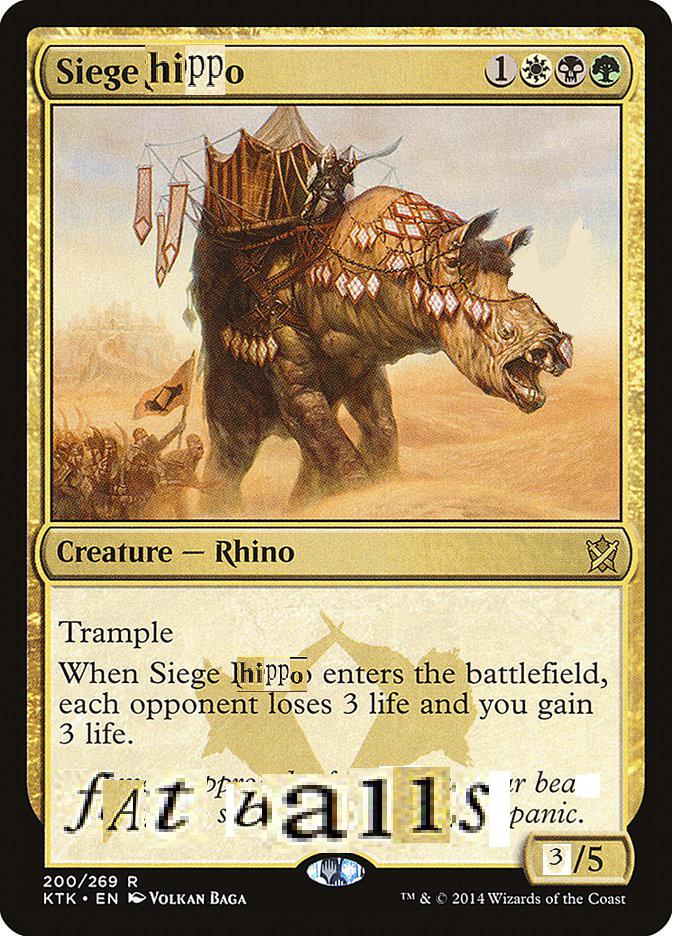 Siege hippo 1
Creature — Rhino
Trample
When Siege hippo enters the battlefield,
each opponent loses 3 life and you gain
3 life.
fAt balls panic.
3/5
200/269 R
KTK • EN VOLKAN BAGA
™ & © 2014 Wizards of the Coast